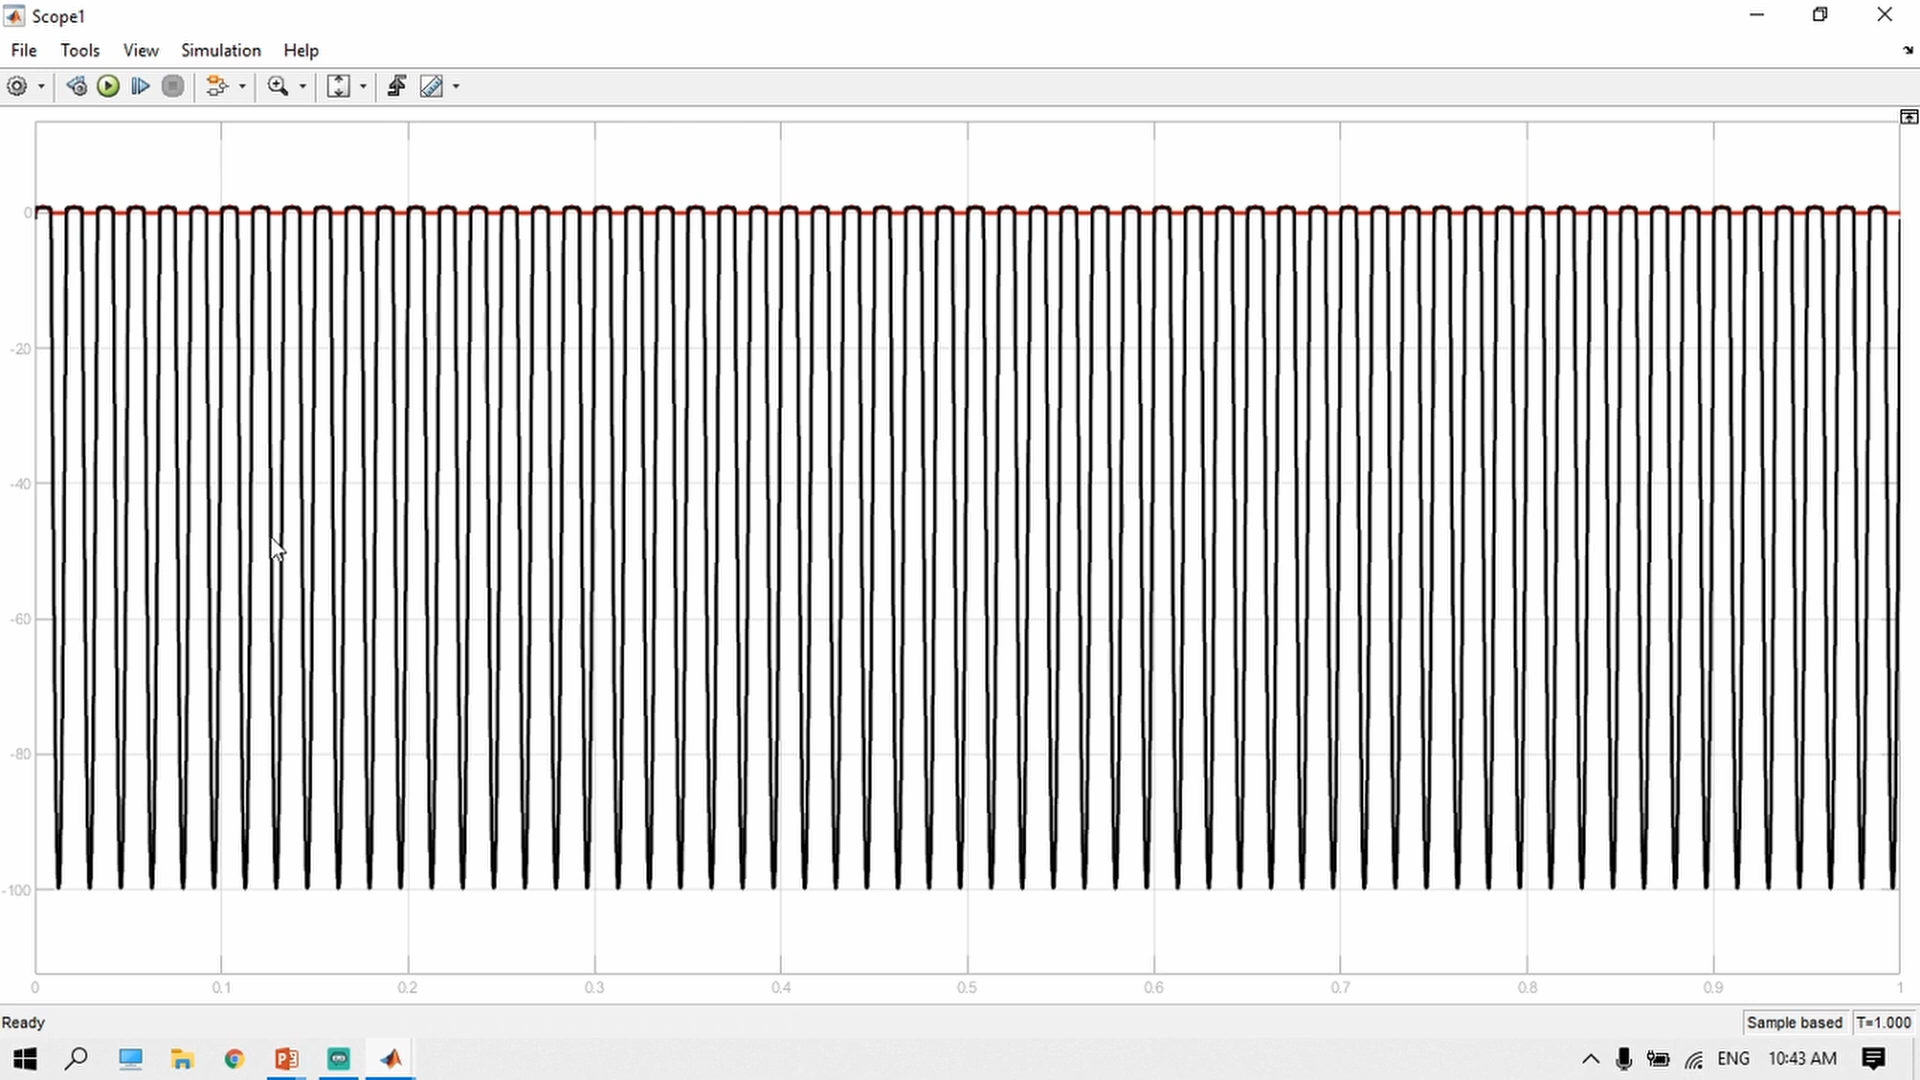 Scope1
File Tools View Simulation Help
0
-20
-40
-60
-80
-100
0 0.1 0.2 0.3 0.4 0.5 0.6 0.7 0.8 0.9 1
Ready Sample based T=1.000
ENG 10:43 AM